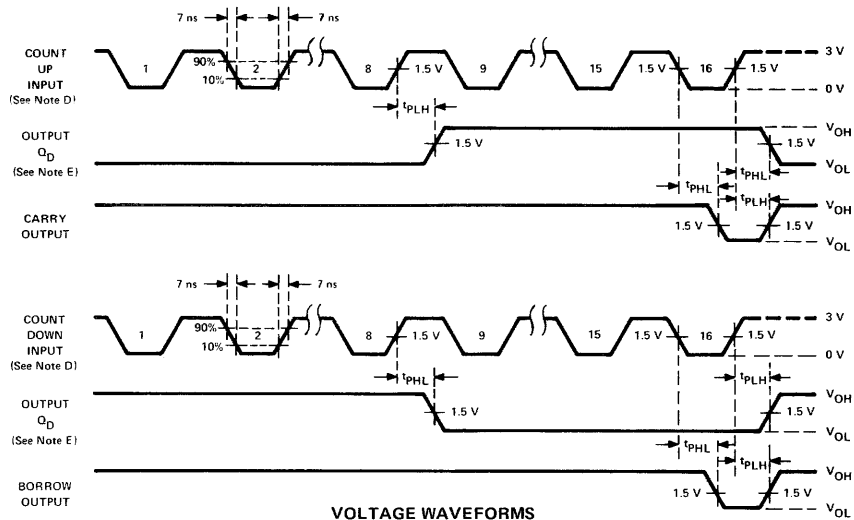 7 ns 7 ns
COUNT UP INPUT (See Note D)
1 90% 10% 2 8 1.5 V 9 15 1.5 V 16 1.5 V 3 V 0 V
tPLH
OUTPUT QD (See Note E)
1.5 V VOH 1.5 V VOL
tPHL tPHL tPLH
CARRY OUTPUT
1.5 V 1.5 V VOH VOL
7 ns 7 ns
COUNT DOWN INPUT (See Note D)
1 90% 10% 2 8 1.5 V 9 15 1.5 V 16 1.5 V 3 V 0 V
tPHL tPLH
OUTPUT QD (See Note E)
1.5 V VOH 1.5 V VOL
tPHL tPLH
BORROW OUTPUT
1.5 V 1.5 V VOH VOL
VOLTAGE WAVEFORMS